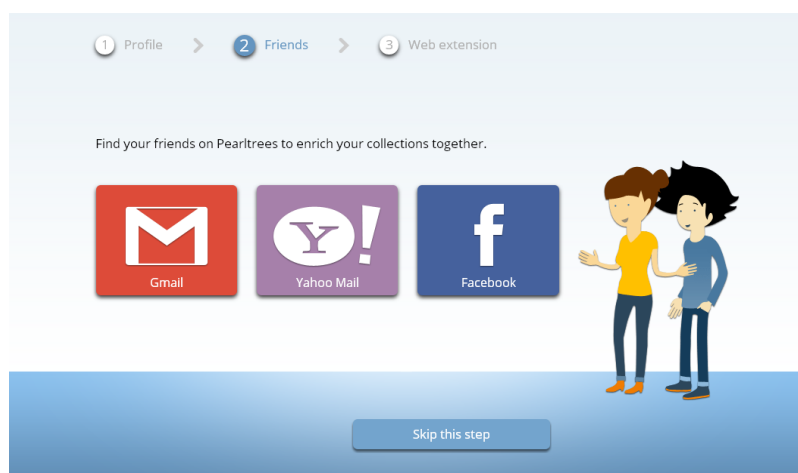 1 Profile > 2 Friends > 3 Web extension
Find your friends on Pearltrees to enrich your collections together.
Y! f
Gmail Yahoo Mail Facebook
Skip this step